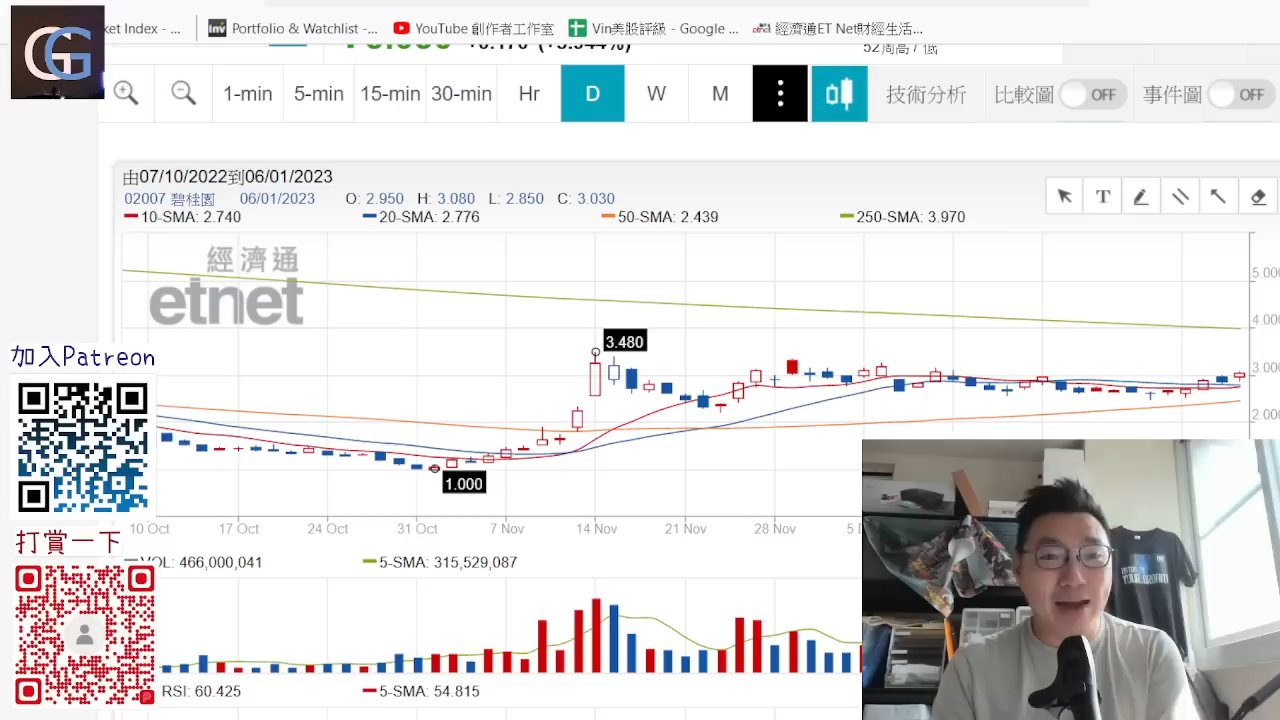 ket Index - ...
Portfolio & Watchlist -...
YouTube 創作者工作室
Vin美股評級 - Google ...
經濟通ET Net財經生活...
52周高 / 低
GG
1-min
5-min
15-min
30-min
Hr
D
W
M
技術分析
比較圖
OFF
事件圖
OFF
由07/10/2022到06/01/2023
02007 碧桂園 06/01/2023 O: 2.950 H: 3.080 L: 2.850 C: 3.030
10-SMA: 2.740 20-SMA: 2.776 50-SMA: 2.439 250-SMA: 3.970
T
經濟通
etnet
5.000
4.000
3.000
2.000
3.480
1.000
10 Oct 17 Oct 24 Oct 31 Oct 7 Nov 14 Nov 21 Nov 28 Nov
加入Patreon
打賞一下
VOL: 466,000,041 5-SMA: 315,529,087
RSI: 60.425 5-SMA: 54.815